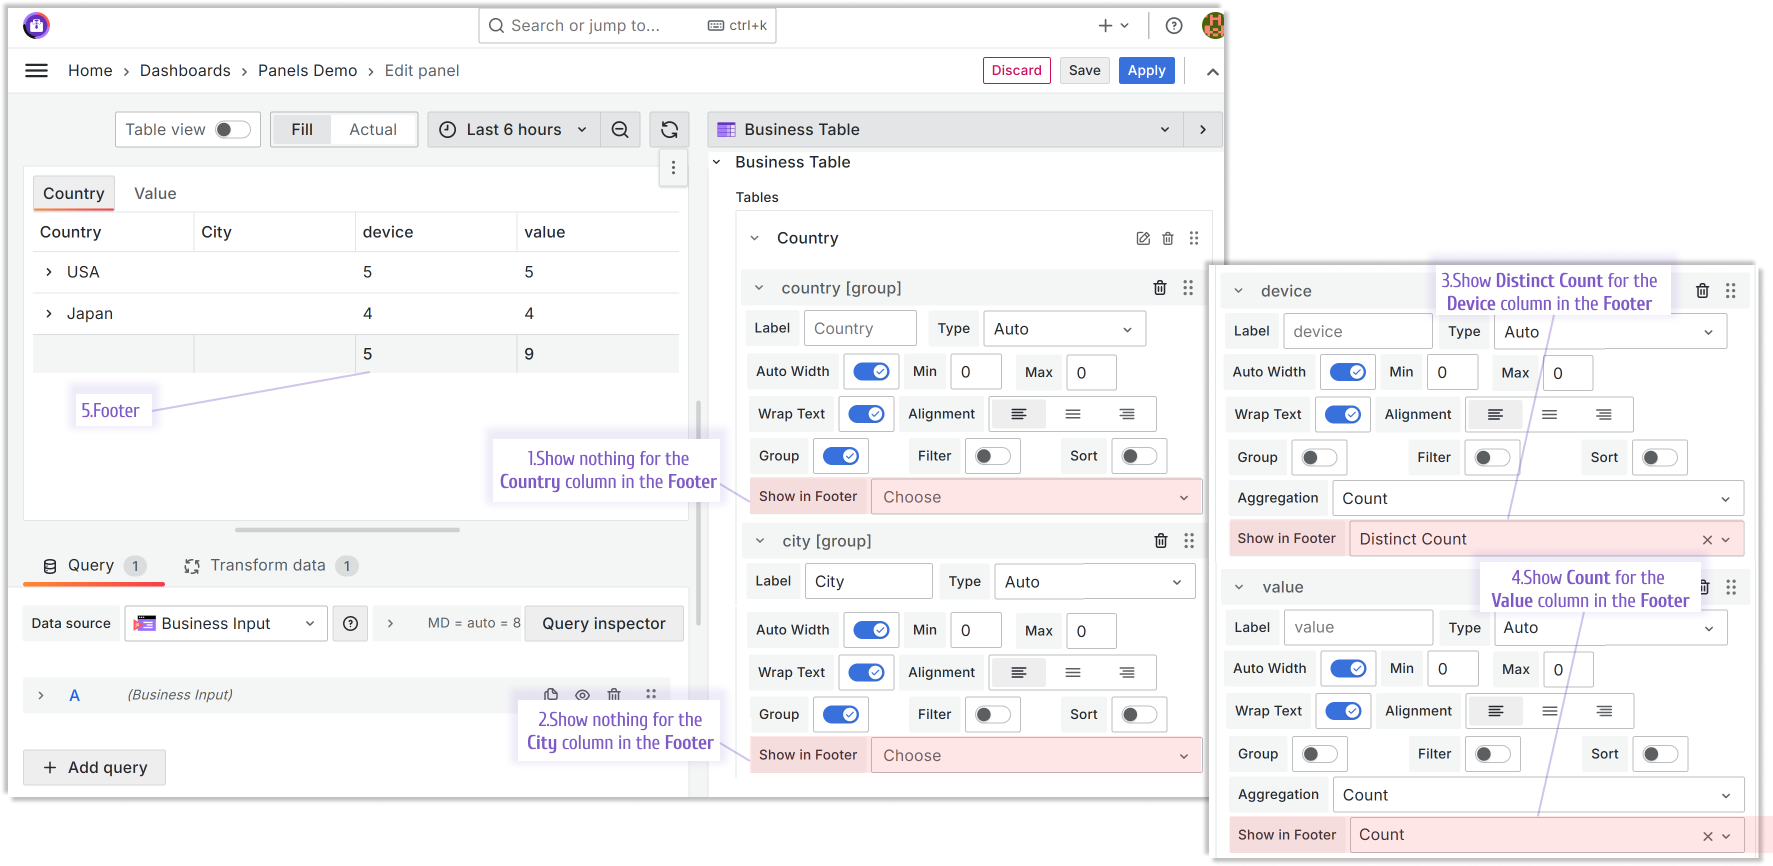 Search or jump to... ctrl+k
Home › Dashboards › Panels Demo › Edit panel
Discard Save Apply
Table view Fill Actual Last 6 hours
Business Table
Business Table
Tables
Country Value
Country City device value
USA 5 5
Japan 4 4
5 9
5.Footer
Country
country [group]
Label Country Type Auto
Auto Width Min 0 Max 0
Wrap Text Alignment
Group Filter Sort
Show in Footer Choose
1.Show nothing for the
Country column in the Footer
city [group]
Label City Type Auto
Auto Width Min 0 Max 0
Wrap Text Alignment
Group Filter Sort
Show in Footer Choose
2.Show nothing for the
City column in the Footer
Query 1 Transform data 1
Data source Business Input MD = auto = 8 Query inspector
A (Business Input)
+ Add query
3.Show Distinct Count for the
Device column in the Footer
device
Label device Type Auto
Auto Width Min 0 Max 0
Wrap Text Alignment
Group Filter Sort
Aggregation Count
Show in Footer Distinct Count
4.Show Count for the
Value column in the Footer
value
Label value Type Auto
Auto Width Min 0 Max 0
Wrap Text Alignment
Group Filter Sort
Aggregation Count
Show in Footer Count